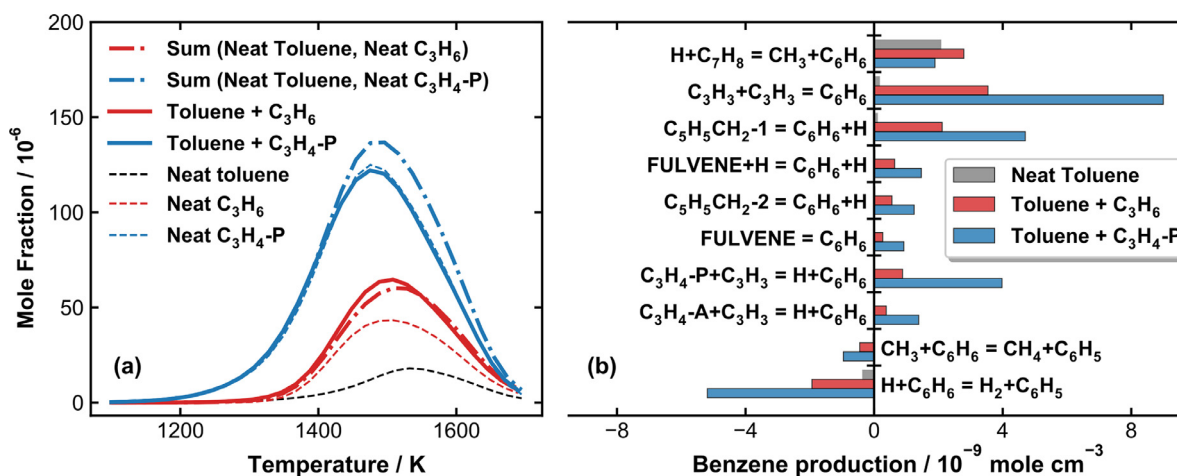 Mole Fraction / 10⁻⁶
200
150
100
50
0
Sum (Neat Toluene, Neat C₃H₆)
Sum (Neat Toluene, Neat C₃H₄-P)
Toluene + C₃H₆
Toluene + C₃H₄-P
Neat toluene
Neat C₃H₆
Neat C₃H₄-P
(a)
1200 1400 1600
Temperature / K
H+C₇H₈ = CH₃+C₆H₆
C₃H₃+C₃H₃ = C₆H₆
C₅H₅CH₂-1 = C₆H₆+H
FULVENE+H = C₆H₆+H
C₅H₅CH₂-2 = C₆H₆+H
FULVENE = C₆H₆
C₃H₄-P+C₃H₃ = H+C₆H₆
C₃H₄-A+C₃H₃ = H+C₆H₆
CH₃+C₆H₆ = CH₄+C₆H₅
H+C₆H₆ = H₂+C₆H₅
Neat Toluene
Toluene + C₃H₆
Toluene + C₃H₄-P
(b)
−8 −4 0 4 8
Benzene production / 10⁻⁹ mole cm⁻³